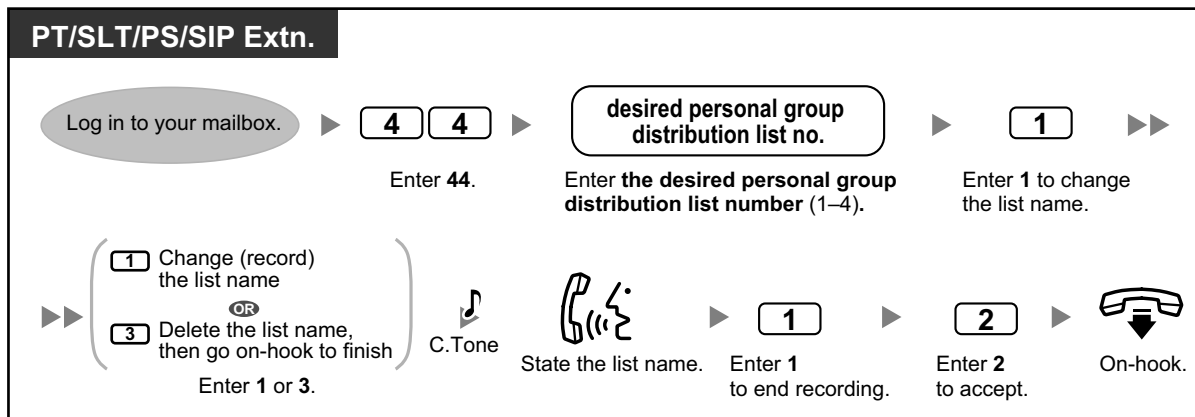 PT/SLT/PS/SIP Extn.
Log in to your mailbox.
4 4
Enter 44.
desired personal group
distribution list no.
Enter the desired personal group
distribution list number (1–4).
1
Enter 1 to change
the list name.
1 Change (record)
the list name
OR
3 Delete the list name,
then go on-hook to finish
Enter 1 or 3.
C.Tone
State the list name.
1
Enter 1
to end recording.
2
Enter 2
to accept.
On-hook.